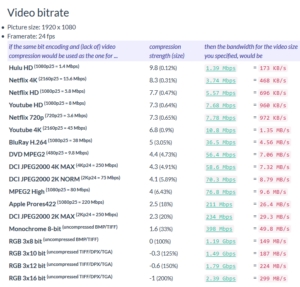 Video bitrate
Picture size: 1920 x 1080
Framerate: 24 fps
If the same bit encoding and (lack of) video compression would be used as the one for ...
compression strength (size)
then the bandwidth for the video size you specified, would be
Hulu HD (1080p25 = 1.4 Mbps) 9.8 (0.12%) 1.39 Mbps = 173 KB/s
Netflix 4K (2160p25 = 15.6 Mbps) 8.3 (0.31%) 3.74 Mbps = 468 KB/s
Netflix HD (1080p25 = 5.8 Mbps) 7.7 (0.47%) 5.57 Mbps = 696 KB/s
Youtube HD (1080p25 = 8 Mbps) 7.3 (0.64%) 7.68 Mbps = 960 KB/s
Netflix 720p (720p25 = 3.6 Mbps) 7.3 (0.65%) 7.78 Mbps = 972 KB/s
Youtube 4K (2160p25 = 45 Mbps) 6.8 (0.9%) 10.8 Mbps = 1.35 MB/s
BluRay H.264 (1080p25 = 38 Mbps) 5 (3.05%) 36.5 Mbps = 4.56 MB/s
DVD MPEG2 (480p25 = 9.8 Mbps) 4.4 (4.73%) 56.4 Mbps = 7.06 MB/s
DCI JPEG2000 4K MAX (4Kp24 = 250 Mbps) 4.3 (4.91%) 58.6 Mbps = 7.32 MB/s
DCI JPEG2000 2K NORM (2Kp24 = 75 Mbps) 4.1 (5.89%) 70.3 Mbps = 8.79 MB/s
MPEG2 High (1080p25 = 80 Mbps) 4 (6.43%) 76.8 Mbps = 9.6 MB/s
Apple Prores422 (1080p25 = 220 Mbps) 2.5 (18%) 211 Mbps = 26.4 MB/s
DCI JPEG2000 2K MAX (2Kp24 = 250 Mbps) 2.3 (20%) 234 Mbps = 29.3 MB/s
Monochrome 8-bit (uncompressed BMP/TIFF) 1.6 (33%) 398 Mbps = 49.8 MB/s
RGB 3x8 bit (uncompressed BMP/TIFF) 0 (100%) 1.19 Gbps = 149 MB/s
RGB 3x10 bit (uncompressed TIFF/DPX/TGA) -0.3 (125%) 1.49 Gbps = 187 MB/s
RGB 3x12 bit (uncompressed TIFF/DPX/TGA) -0.6 (150%) 1.79 Gbps = 224 MB/s
RGB 3x16 bit (uncompressed TIFF/DPX/TGA) -1 (200%) 2.39 Gbps = 299 MB/s